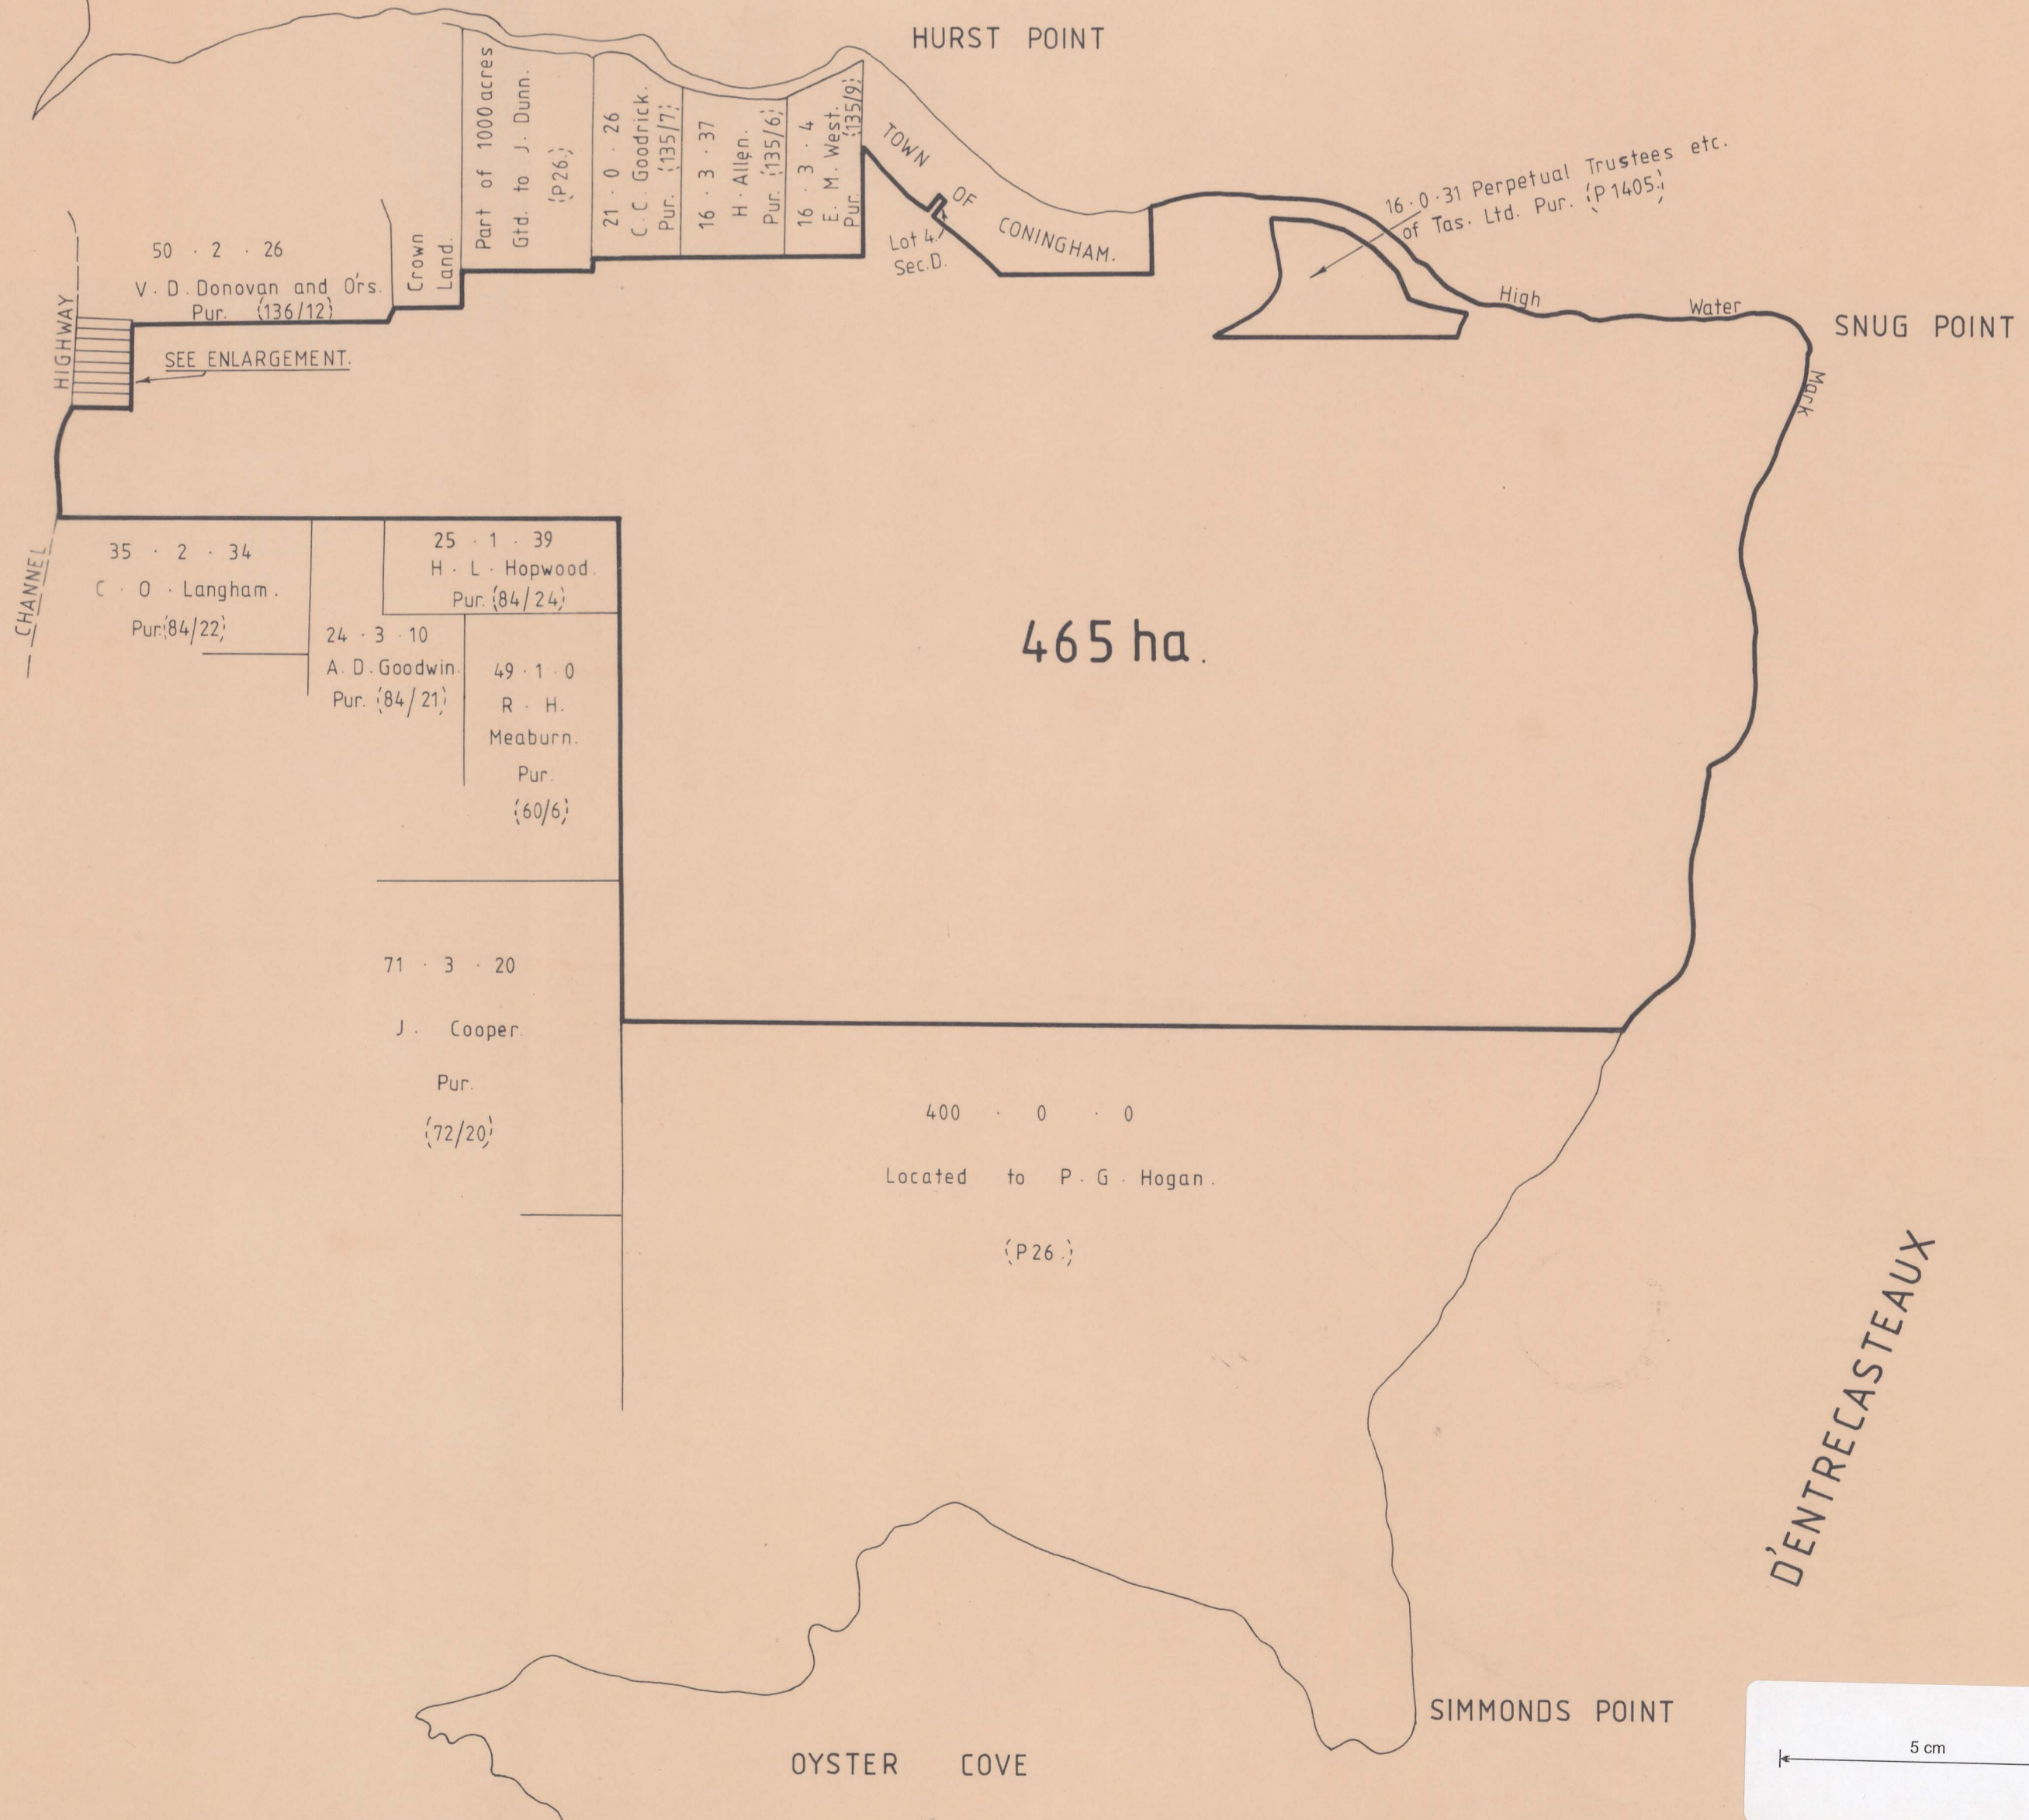 HURST POINT
Part of 1000 acres
Gtd. to J. Dunn.
(P26.)
21 · 0 · 26
C. C. Goodrick.
Pur. (135/7)
16 · 3 · 37
H. Allen.
Pur. (135/6)
16 · 3 · 4
E. M. West.
Pur. (135/9)
TOWN OF CONINGHAM.
Lot 4.
Sec.D.
16·0·31 Perpetual Trustees etc.
of Tas. Ltd. Pur. (P1405.)
50 · 2 · 26
V. D. Donovan and O'rs.
Pur. (136/12)
Crown
Land.
HIGHWAY
SEE ENLARGEMENT.
High Water Mark
SNUG POINT
CHANNEL
35 · 2 · 34
C · O · Langham.
Pur.(84/22)
25 · 1 · 39
H · L · Hopwood.
Pur. (84/24)
24 · 3 · 10
A. D. Goodwin.
Pur. (84/21)
49 · 1 · 0
R · H.
Meaburn.
Pur.
(60/6)
465 ha.
71 · 3 · 20
J. Cooper.
Pur.
(72/20)
400 · 0 · 0
Located to P. G. Hogan.
(P26.)
D'ENTRECASTEAUX
SIMMONDS POINT
OYSTER COVE
5 cm